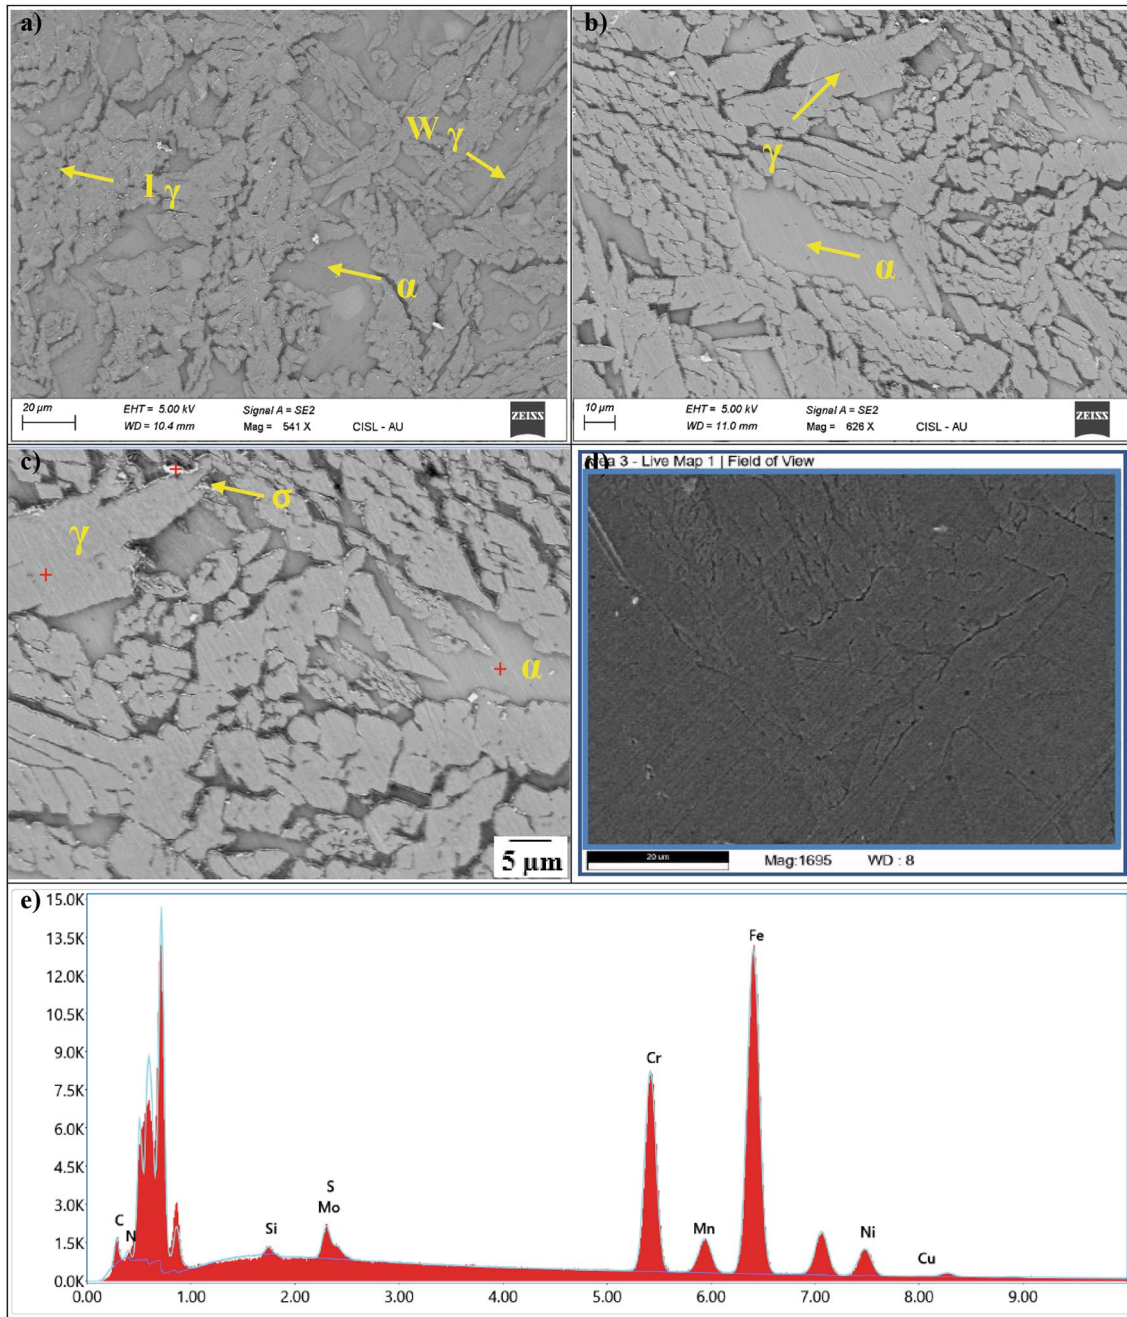 a)
W γ
I γ
α
20 µm
EHT = 5.00 kV
Signal A = SE2
WD = 10.4 mm
Mag = 541 X
CISL - AU
ZEISS
b)
γ
α
10 µm
EHT = 5.00 kV
Signal A = SE2
WD = 11.0 mm
Mag = 626 X
CISL - AU
ZEISS
c)
σ
γ
α
5 µm
d)
3 - Live Map 1 | Field of View
20 um
Mag:1695
WD : 8
e)
15.0K
13.5K
12.0K
10.5K
9.0K
7.5K
6.0K
4.5K
3.0K
1.5K
0.0K
C
N
Si
S
Mo
Cr
Mn
Fe
Ni
Cu
0.00 1.00 2.00 3.00 4.00 5.00 6.00 7.00 8.00 9.00